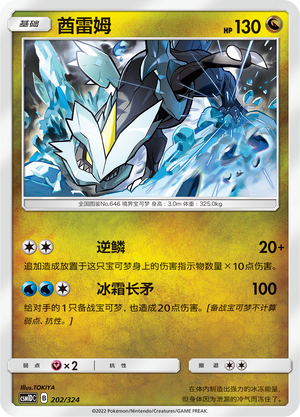 基础 酋雷姆 HP 130
全国图鉴No.646 境界宝可梦 身高：3.0m 体重：325.0kg
逆鳞 20+
追加造成放置于这只宝可梦身上的伤害指示物数量×10点伤害。
冰霜长矛 100
给对手的1只备战宝可梦，也造成20点伤害。[备战宝可梦不计算
弱点、抗性。]
弱点 ×2 抗性 撤退
Illus.TOKIYA
CSM1DC B 202/324
在体内制造出强力的冰冻能量，
但身体因为泄漏的冷气而冻住了。
©2022 Pokémon/Nintendo/Creatures/GAME FREAK.